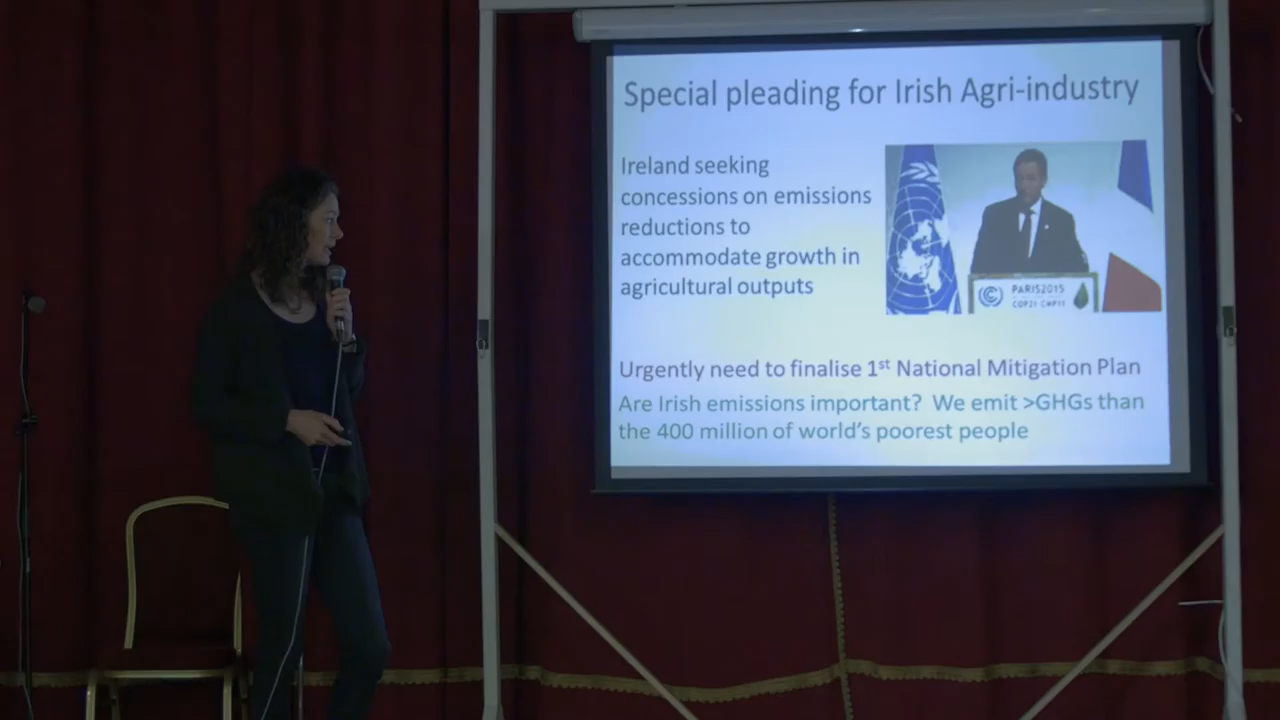 Special pleading for Irish Agri-industry
Ireland seeking
concessions on emissions
reductions to
accommodate growth in
agricultural outputs
PARIS2015
COP21·CMP11
Urgently need to finalise 1st National Mitigation Plan
Are Irish emissions important? We emit >GHGs than
the 400 million of world's poorest people